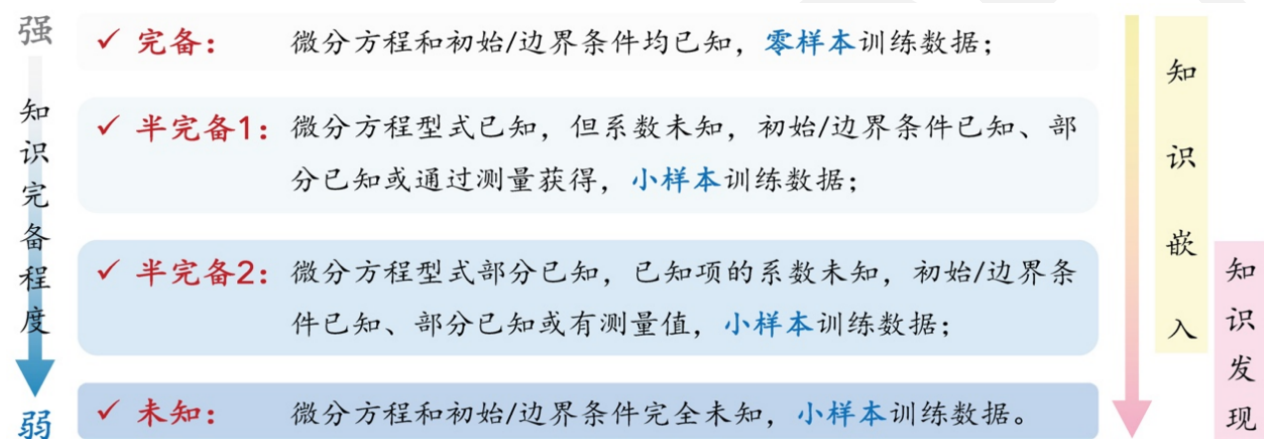 强
知识完备程度
弱
✓ 完备： 微分方程和初始/边界条件均已知，零样本训练数据；
✓ 半完备1： 微分方程型式已知，但系数未知，初始/边界条件已知、部
分已知或通过测量获得，小样本训练数据；
✓ 半完备2： 微分方程型式部分已知，已知项的系数未知，初始/边界条
件已知、部分已知或有测量值，小样本训练数据；
✓ 未知： 微分方程和初始/边界条件完全未知，小样本训练数据。
知识嵌入
知识发现